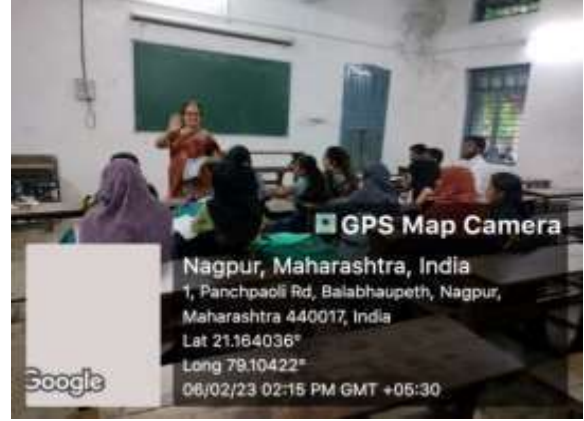 GPS Map Camera
Nagpur, Maharashtra, India
1, Panchpaoli Rd, Balabhaupeth, Nagpur,
Maharashtra 440017, India
Lat 21.164036°
Long 79.10422°
Google
06/02/23 02:15 PM GMT +05:30